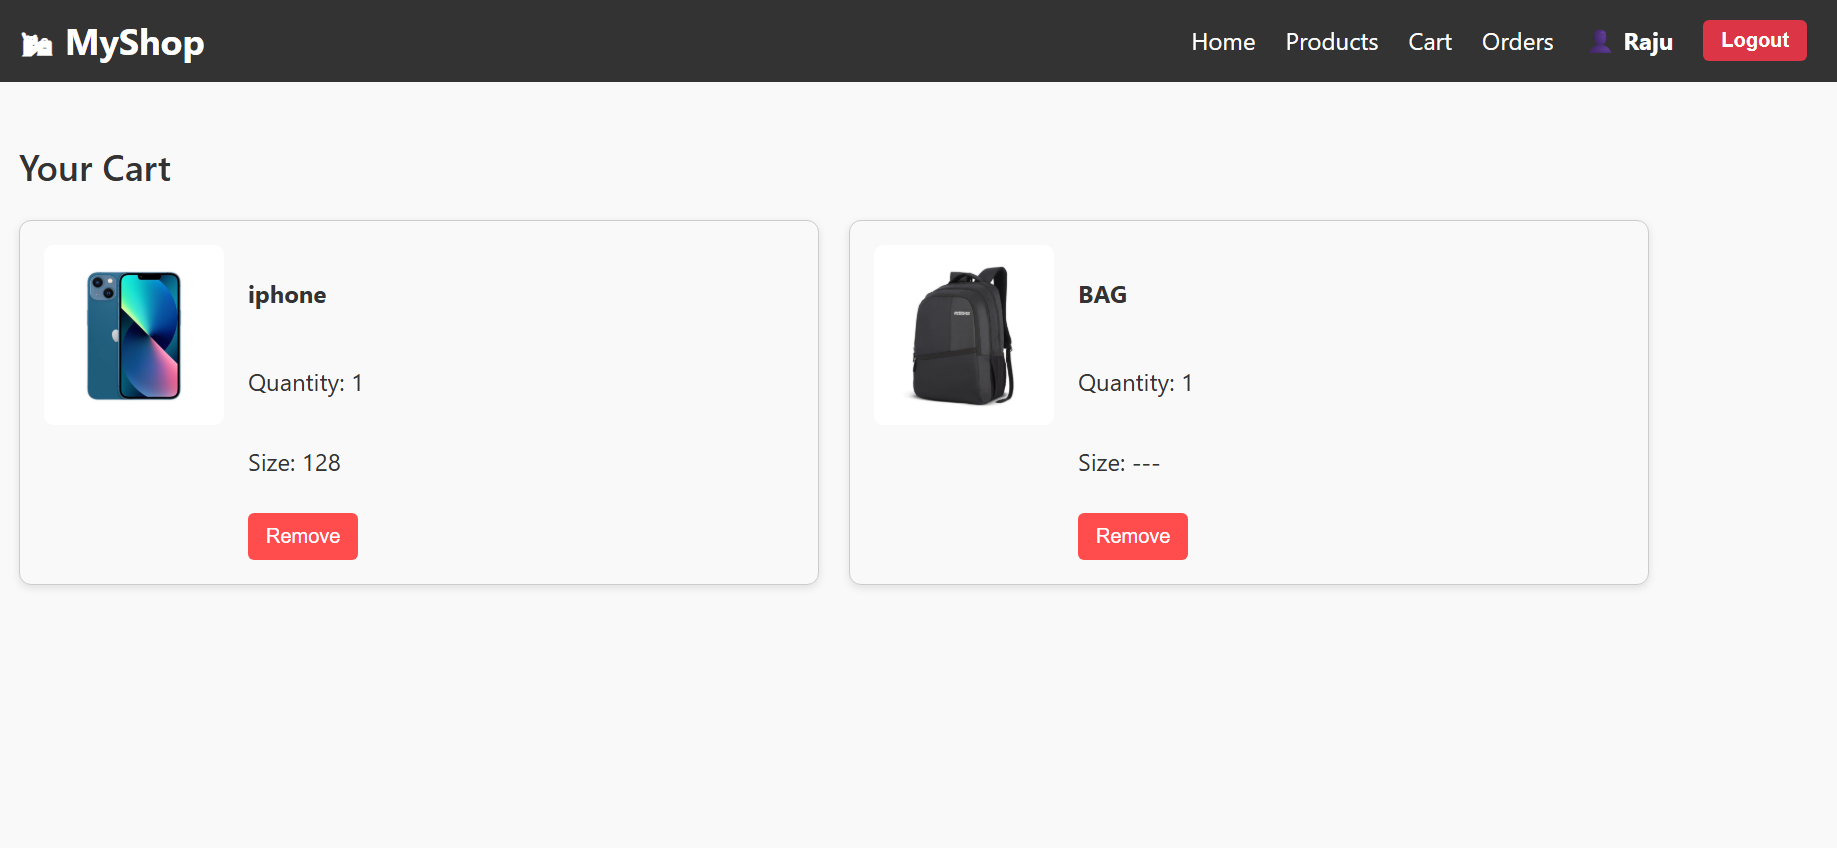 MyShop
Home Products Cart Orders Raju Logout
Your Cart
iphone
Quantity: 1
Size: 128
Remove
BAG
Quantity: 1
Size: ---
Remove